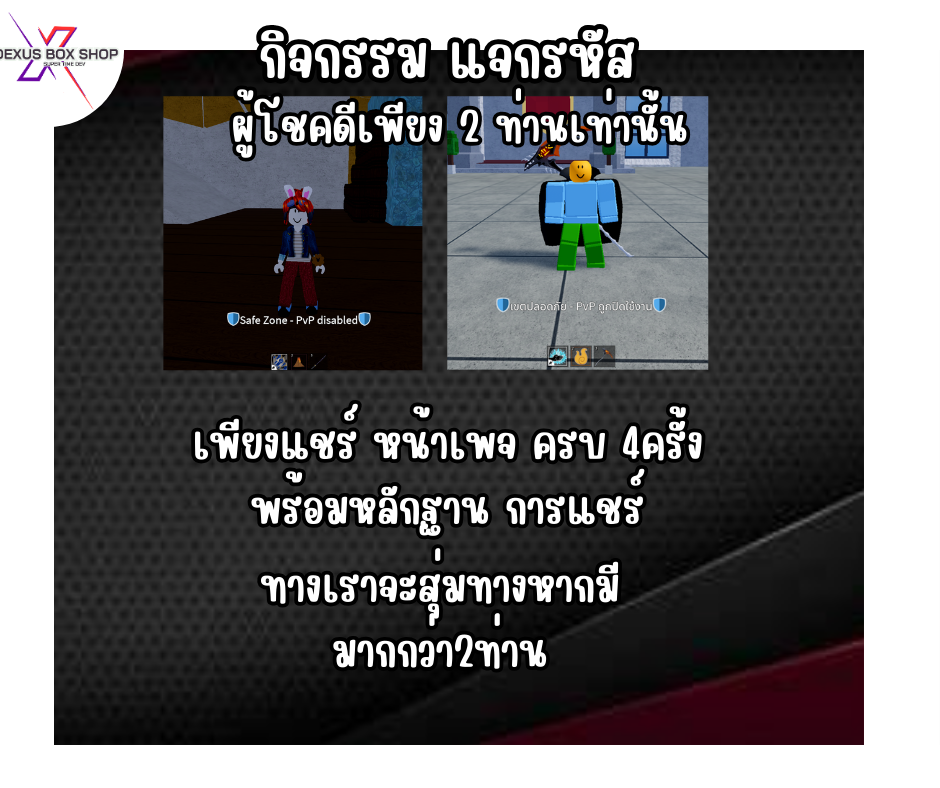 DEXUS BOX SHOP
SUPER TIME DEV
กิจกรรม แจกรหัส
ผู้โชคดีเพียง 2 ท่านเท่านั้น
Safe Zone - PvP disabled
เขตปลอดภัย - PvP ถูกปิดใช้งาน
เพียงแชร์ หน้าเพจ ครบ 4ครั้ง
พร้อมหลักฐาน การแชร์
ทางเราจะสุ่มทางหากมี
มากกว่า2ท่าน